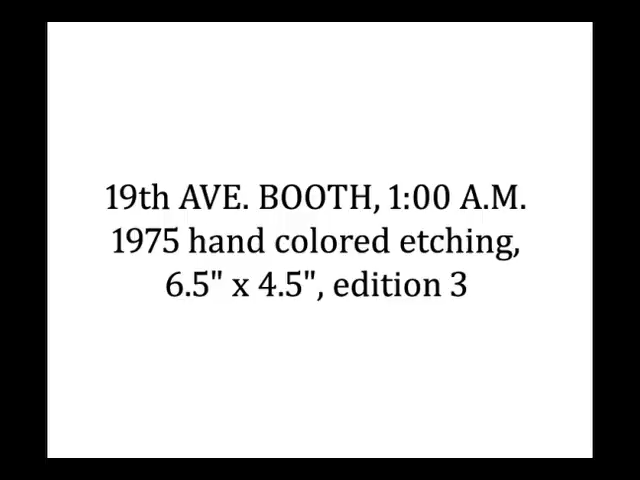 19th AVE. BOOTH, 1:00 A.M.
1975 hand colored etching,
6.5" x 4.5", edition 3